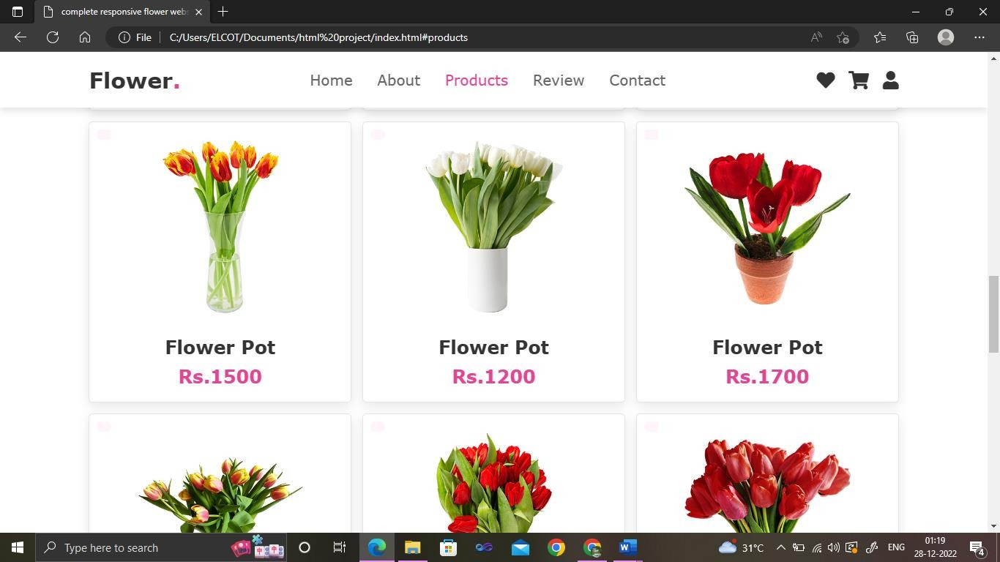 complete responsive flower webs
File
C:/Users/ELCOT/Documents/html%20project/index.html#products
Flower.
Home About Products Review Contact
Flower Pot Flower Pot Flower Pot
Rs.1500 Rs.1200 Rs.1700
Type here to search
31°C
ENG
01:19
28-12-2022
4